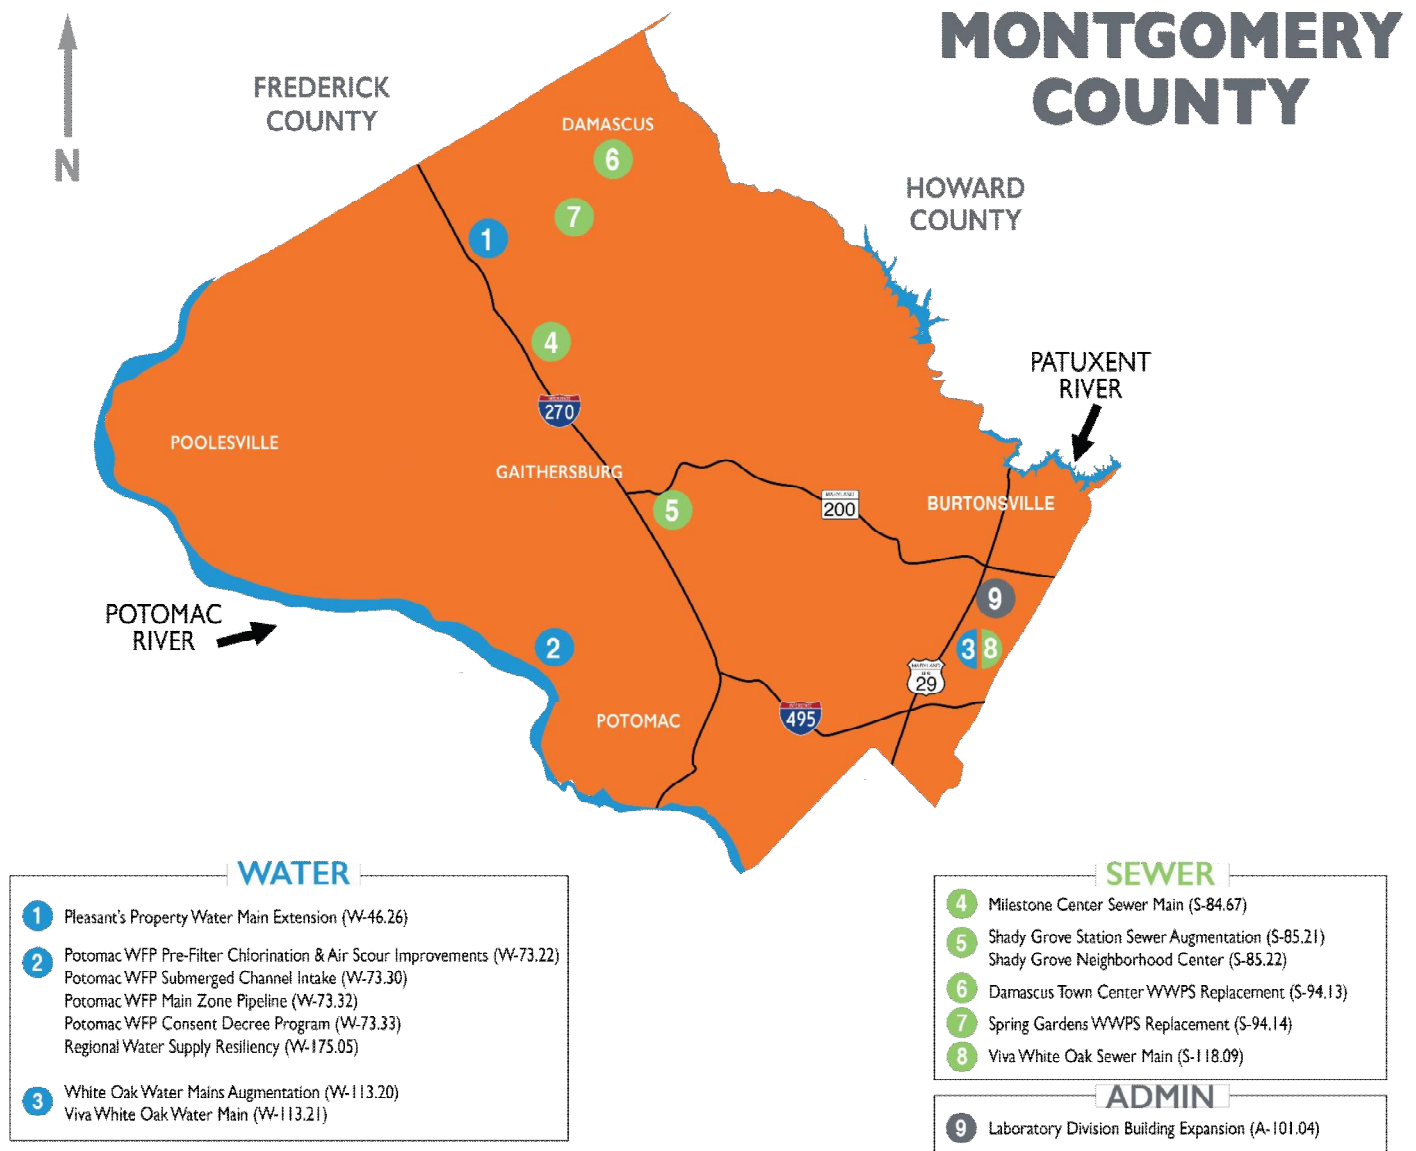 MONTGOMERY
COUNTY
N
FREDERICK
COUNTY
DAMASCUS
6
7
1
HOWARD
COUNTY
4
PATUXENT
RIVER
270
POOLESVILLE
GAITHERSBURG
5
MARYLAND
200
BURTONSVILLE
9
POTOMAC
RIVER
2
3 8
MARYLAND
29
POTOMAC
495
WATER
1 Pleasant's Property Water Main Extension (W-46.26)
2 Potomac WFP Pre-Filter Chlorination & Air Scour Improvements (W-73.22)
Potomac WFP Submerged Channel Intake (W-73.30)
Potomac WFP Main Zone Pipeline (W-73.32)
Potomac WFP Consent Decree Program (W-73.33)
Regional Water Supply Resiliency (W-175.05)
3 White Oak Water Mains Augmentation (W-113.20)
Viva White Oak Water Main (W-113.21)
SEWER
4 Milestone Center Sewer Main (S-84.67)
5 Shady Grove Station Sewer Augmentation (S-85.21)
Shady Grove Neighborhood Center (S-85.22)
6 Damascus Town Center WWPS Replacement (S-94.13)
7 Spring Gardens WWPS Replacement (S-94.14)
8 Viva White Oak Sewer Main (S-118.09)
ADMIN
9 Laboratory Division Building Expansion (A-101.04)